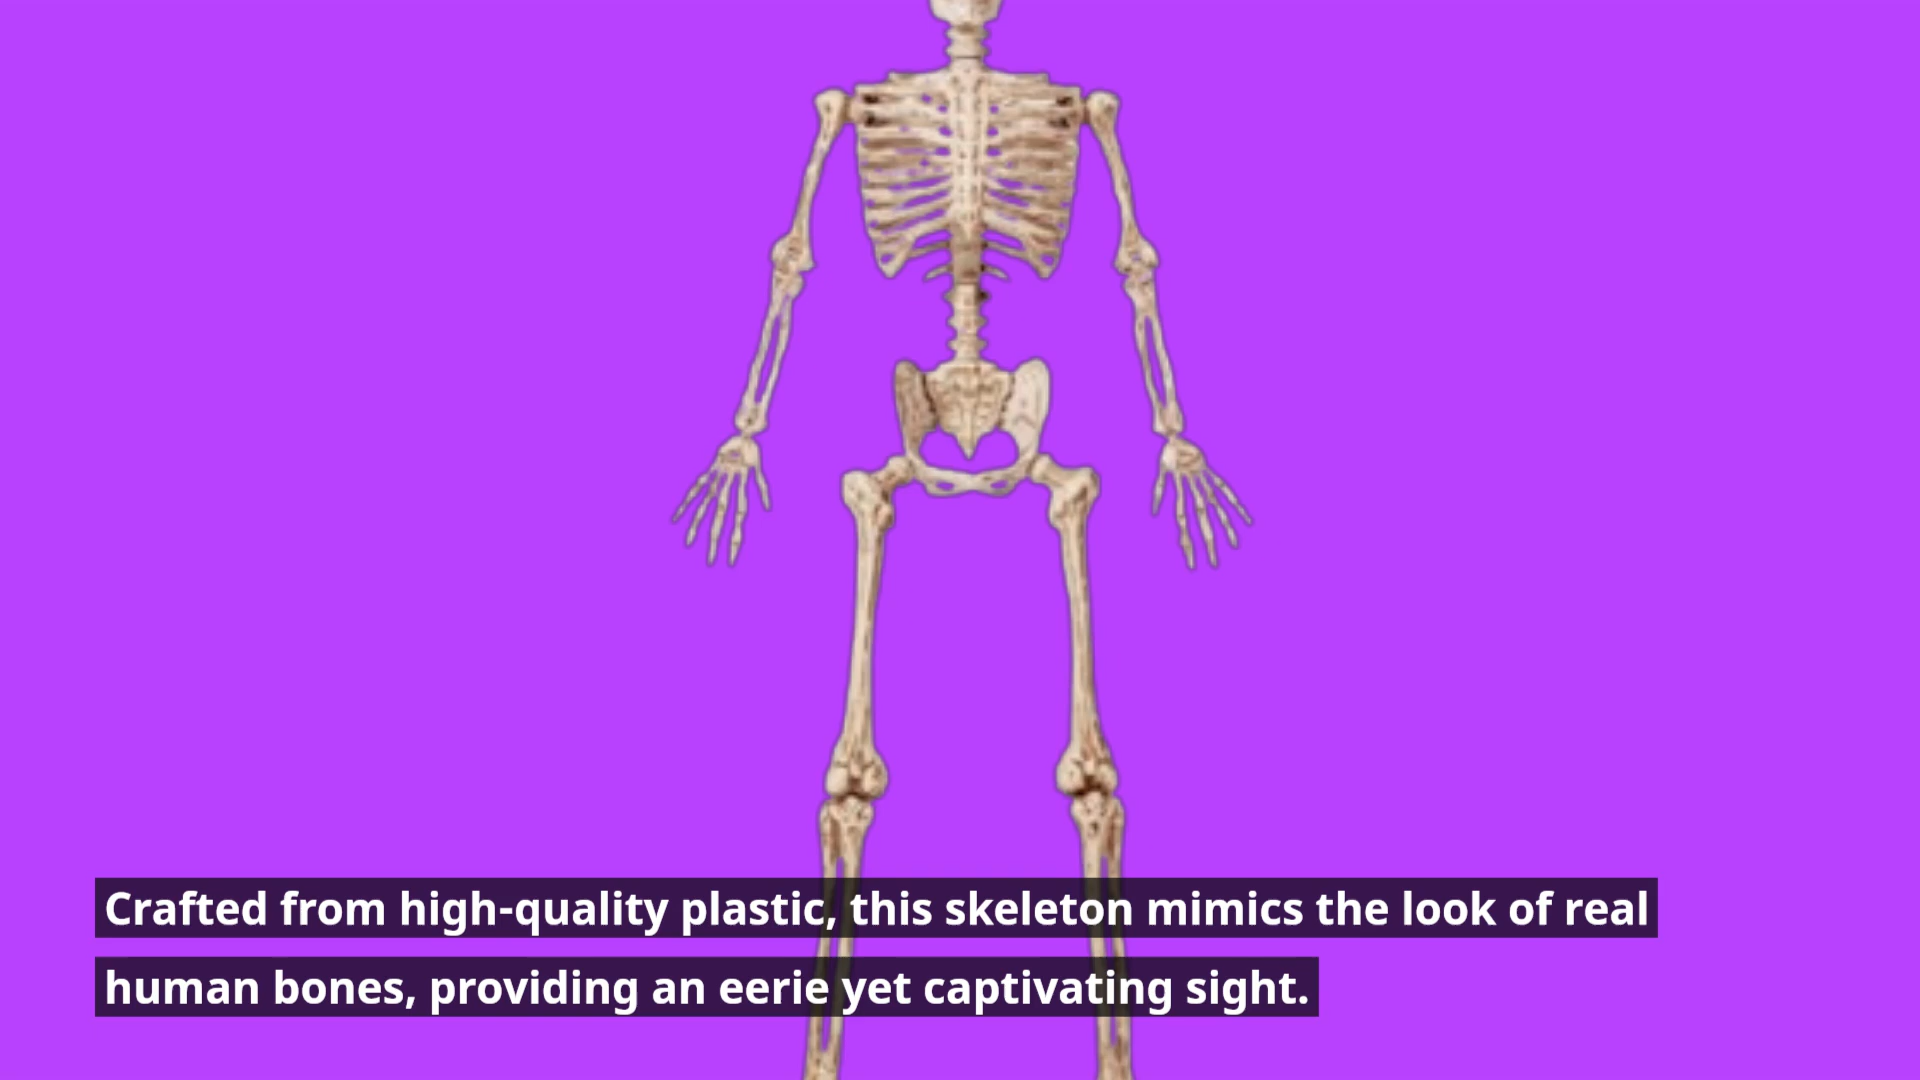 Crafted from high-quality plastic, this skeleton mimics the look of real
human bones, providing an eerie yet captivating sight.